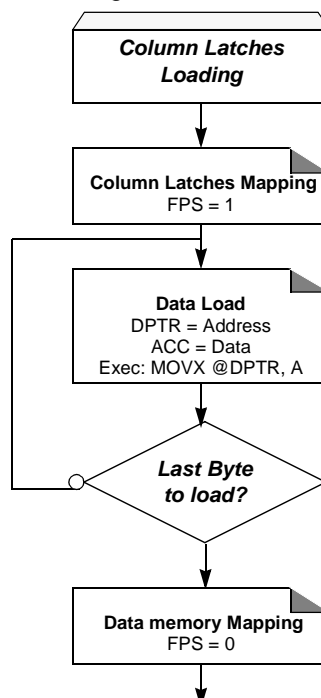 Column Latches
Loading
Column Latches Mapping
FPS = 1
Data Load
DPTR = Address
ACC = Data
Exec: MOVX @DPTR, A
Last Byte
to load?
Data memory Mapping
FPS = 0